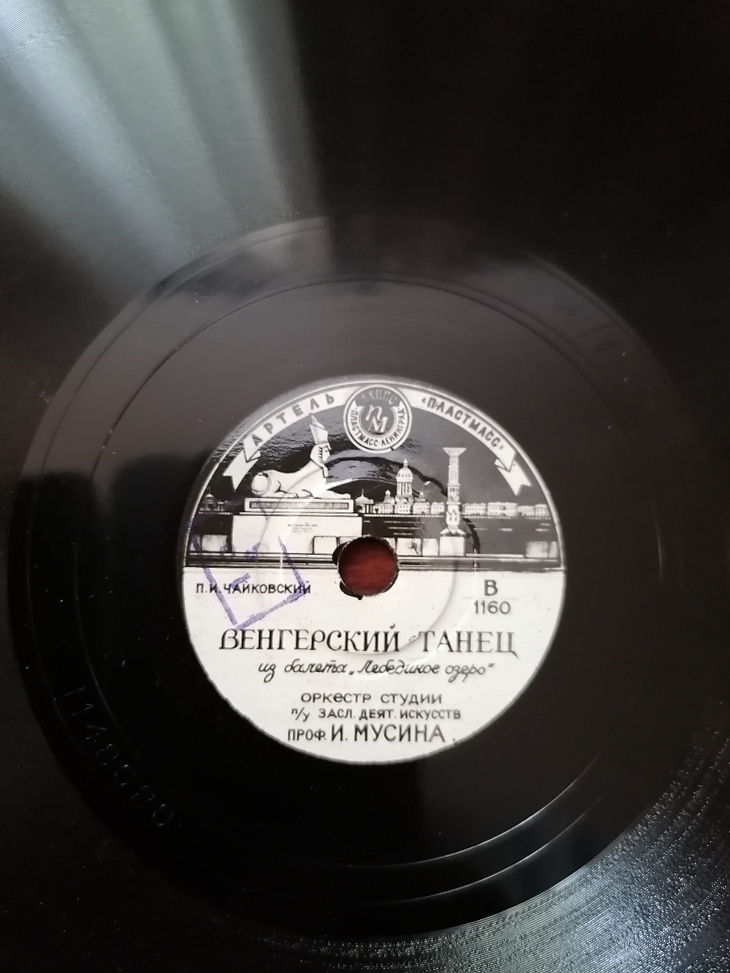 АРТЕЛЬ «ПЛАСТМАСС»
ПМ
ПЛАСТМАСС-ЛЕНИНГРАД
П.И. ЧАЙКОВСКИЙ
В
1160
ВЕНГЕРСКИЙ ТАНЕЦ
из балета „Лебединое озеро"
ОРКЕСТР СТУДИИ
п/у ЗАСЛ. ДЕЯТ. ИСКУССТВ
ПРОФ. И. МУСИНА